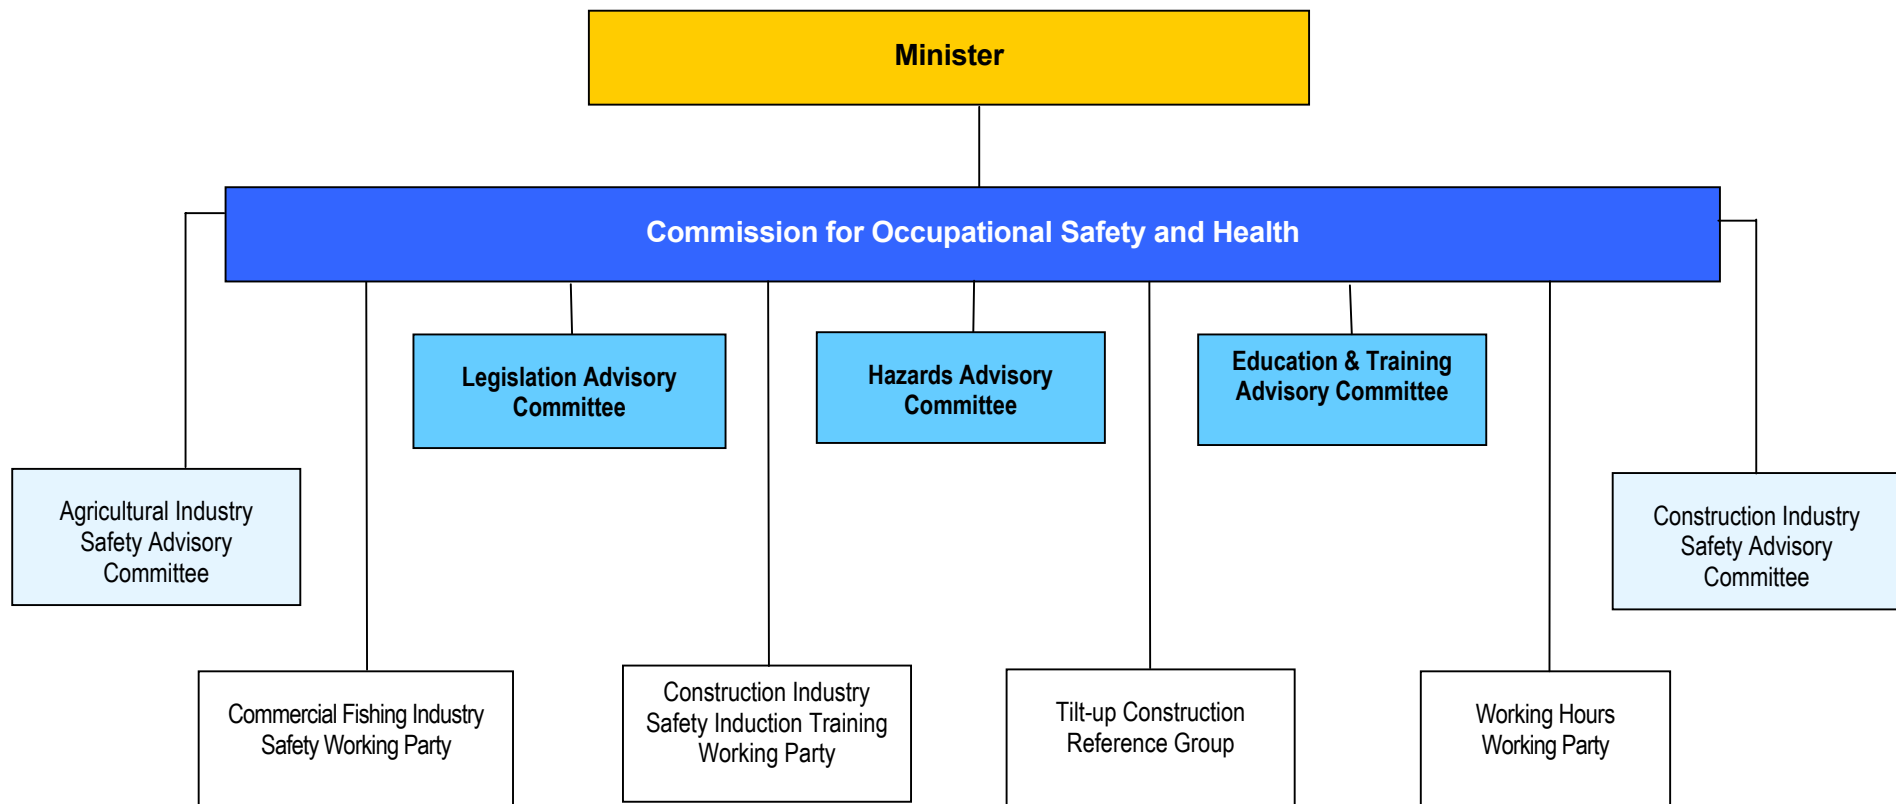 Minister
Commission for Occupational Safety and Health
Legislation Advisory
Committee
Hazards Advisory
Committee
Education & Training
Advisory Committee
Agricultural Industry
Safety Advisory
Committee
Construction Industry
Safety Advisory
Committee
Commercial Fishing Industry
Safety Working Party
Construction Industry
Safety Induction Training
Working Party
Tilt-up Construction
Reference Group
Working Hours
Working Party